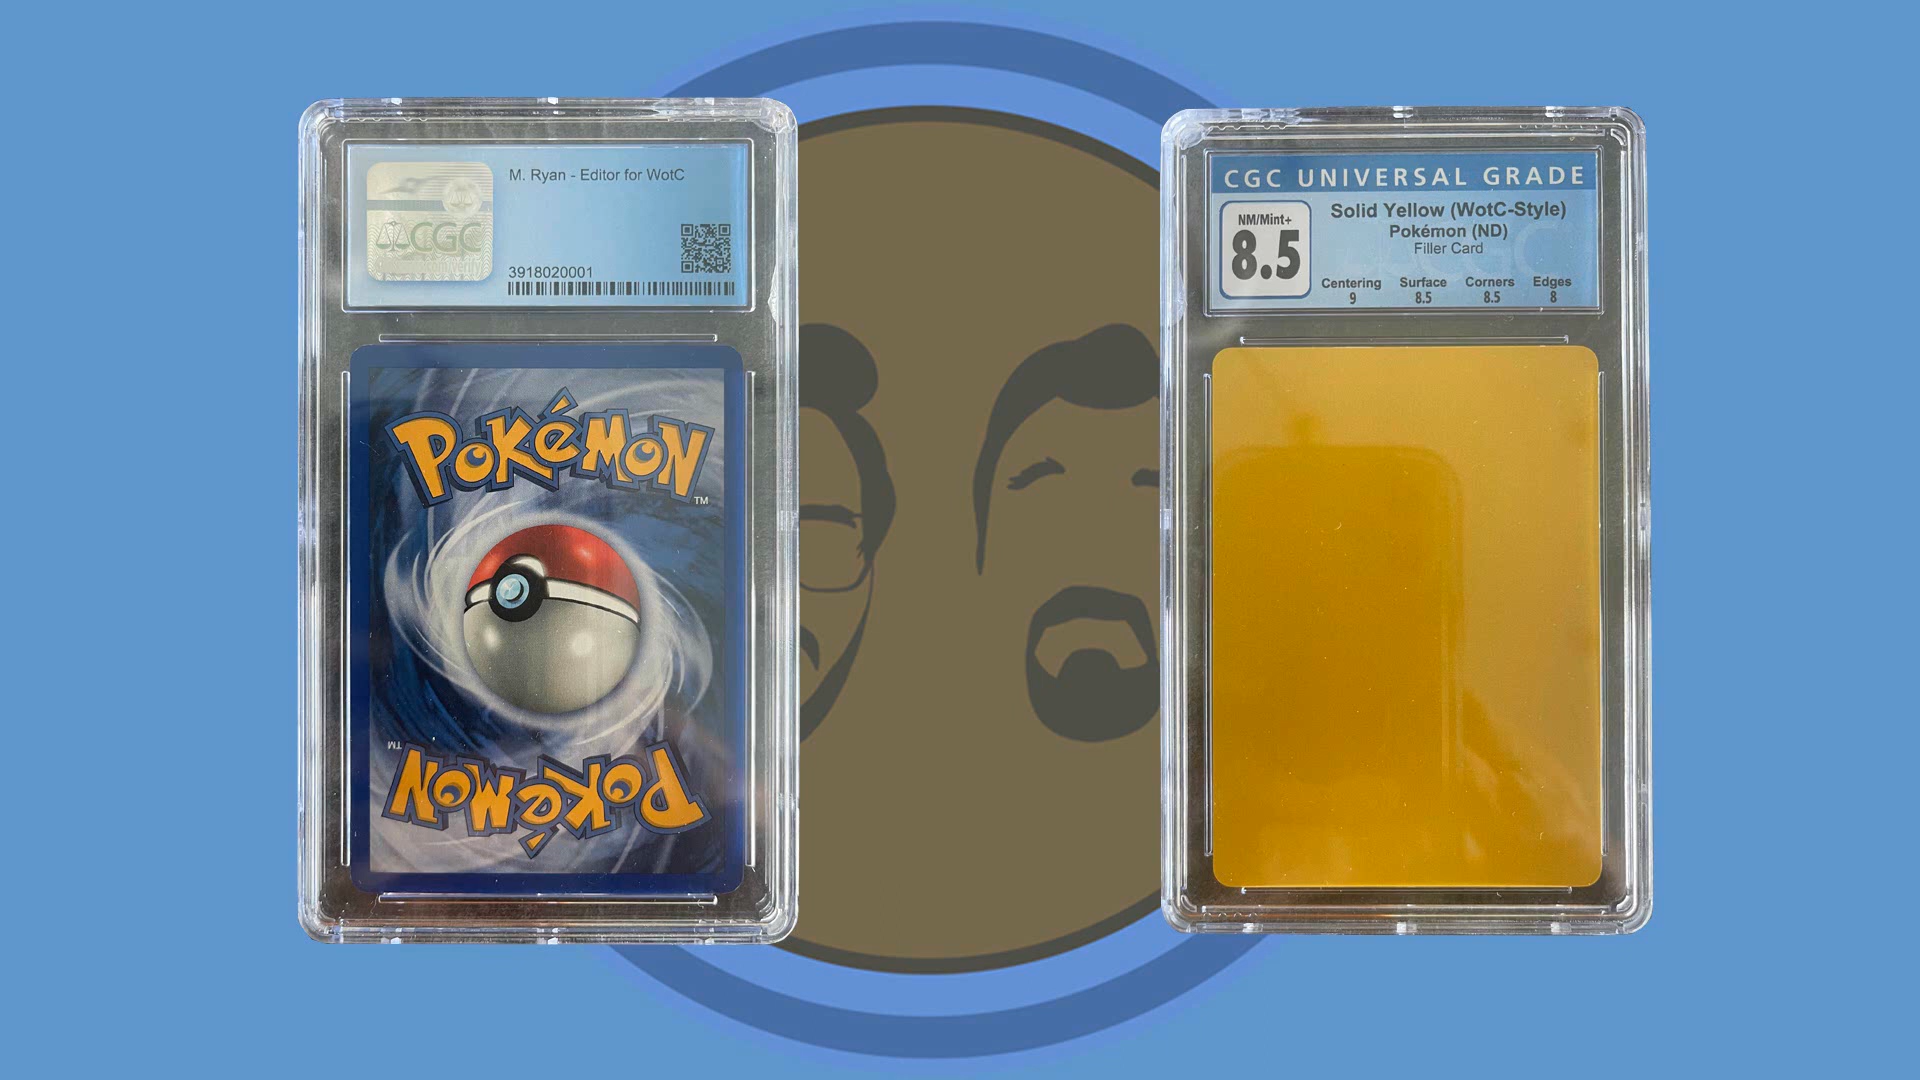 M. Ryan - Editor for WotC
CGC
3918020001
POKéMON
TM
POKéMON
TM
CGC UNIVERSAL GRADE
NM/Mint+
8.5
Solid Yellow (WotC-Style)
Pokémon (ND)
Filler Card
Centering Surface Corners Edges
9 8.5 8.5 8